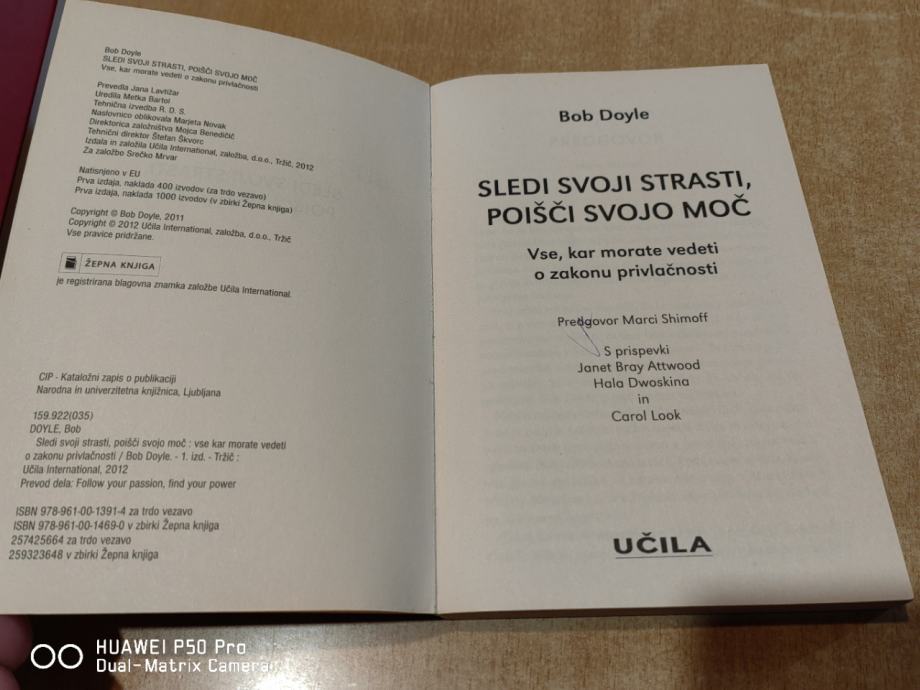 Bob Doyle
SLEDI SVOJI STRASTI, POIŠČI SVOJO MOČ
Vse, kar morate vedeti o zakonu privlačnosti
Prevedla Jana Lavtižar
Uredila Metka Bartol
Tehnična izvedba R. D. S.
Naslovnico oblikovala Marjeta Novak
Direktorica založništva Mojca Benedičič
Tehnični direktor Štefan Škvorc
Izdala in založila Učila International, založba, d.o.o., Tržič, 2012
Za založbo Srečko Mrvar
Natisnjeno v EU
Prva izdaja, naklada 400 izvodov (za trdo vezavo)
Prva izdaja, naklada 1000 izvodov (v zbirki Žepna knjiga)
Copyright © Bob Doyle, 2011
Copyright © 2012 Učila International, založba, d.o.o., Tržič
Vse pravice pridržane.
ŽEPNA KNJIGA
je registrirana blagovna znamka založbe Učila International.
CIP - Kataložni zapis o publikaciji
Narodna in univerzitetna knjižnica, Ljubljana
159.922(035)
DOYLE, Bob
Sledi svoji strasti, poišči svojo moč : vse kar morate vedeti
o zakonu privlačnosti / Bob Doyle. - 1. izd. - Tržič :
Učila International, 2012
Prevod dela: Follow your passion, find your power
ISBN 978-961-00-1391-4 za trdo vezavo
ISBN 978-961-00-1469-0 v zbirki Žepna knjiga
257425664 za trdo vezavo
259323648 v zbirki Žepna knjiga
Bob Doyle
SLEDI SVOJI STRASTI,
POIŠČI SVOJO MOČ
Vse, kar morate vedeti
o zakonu privlačnosti
Predgovor Marci Shimoff
S prispevki
Janet Bray Attwood
Hala Dwoskina
in
Carol Look
UČILA
HUAWEI P50 Pro
Dual-Matrix Camera